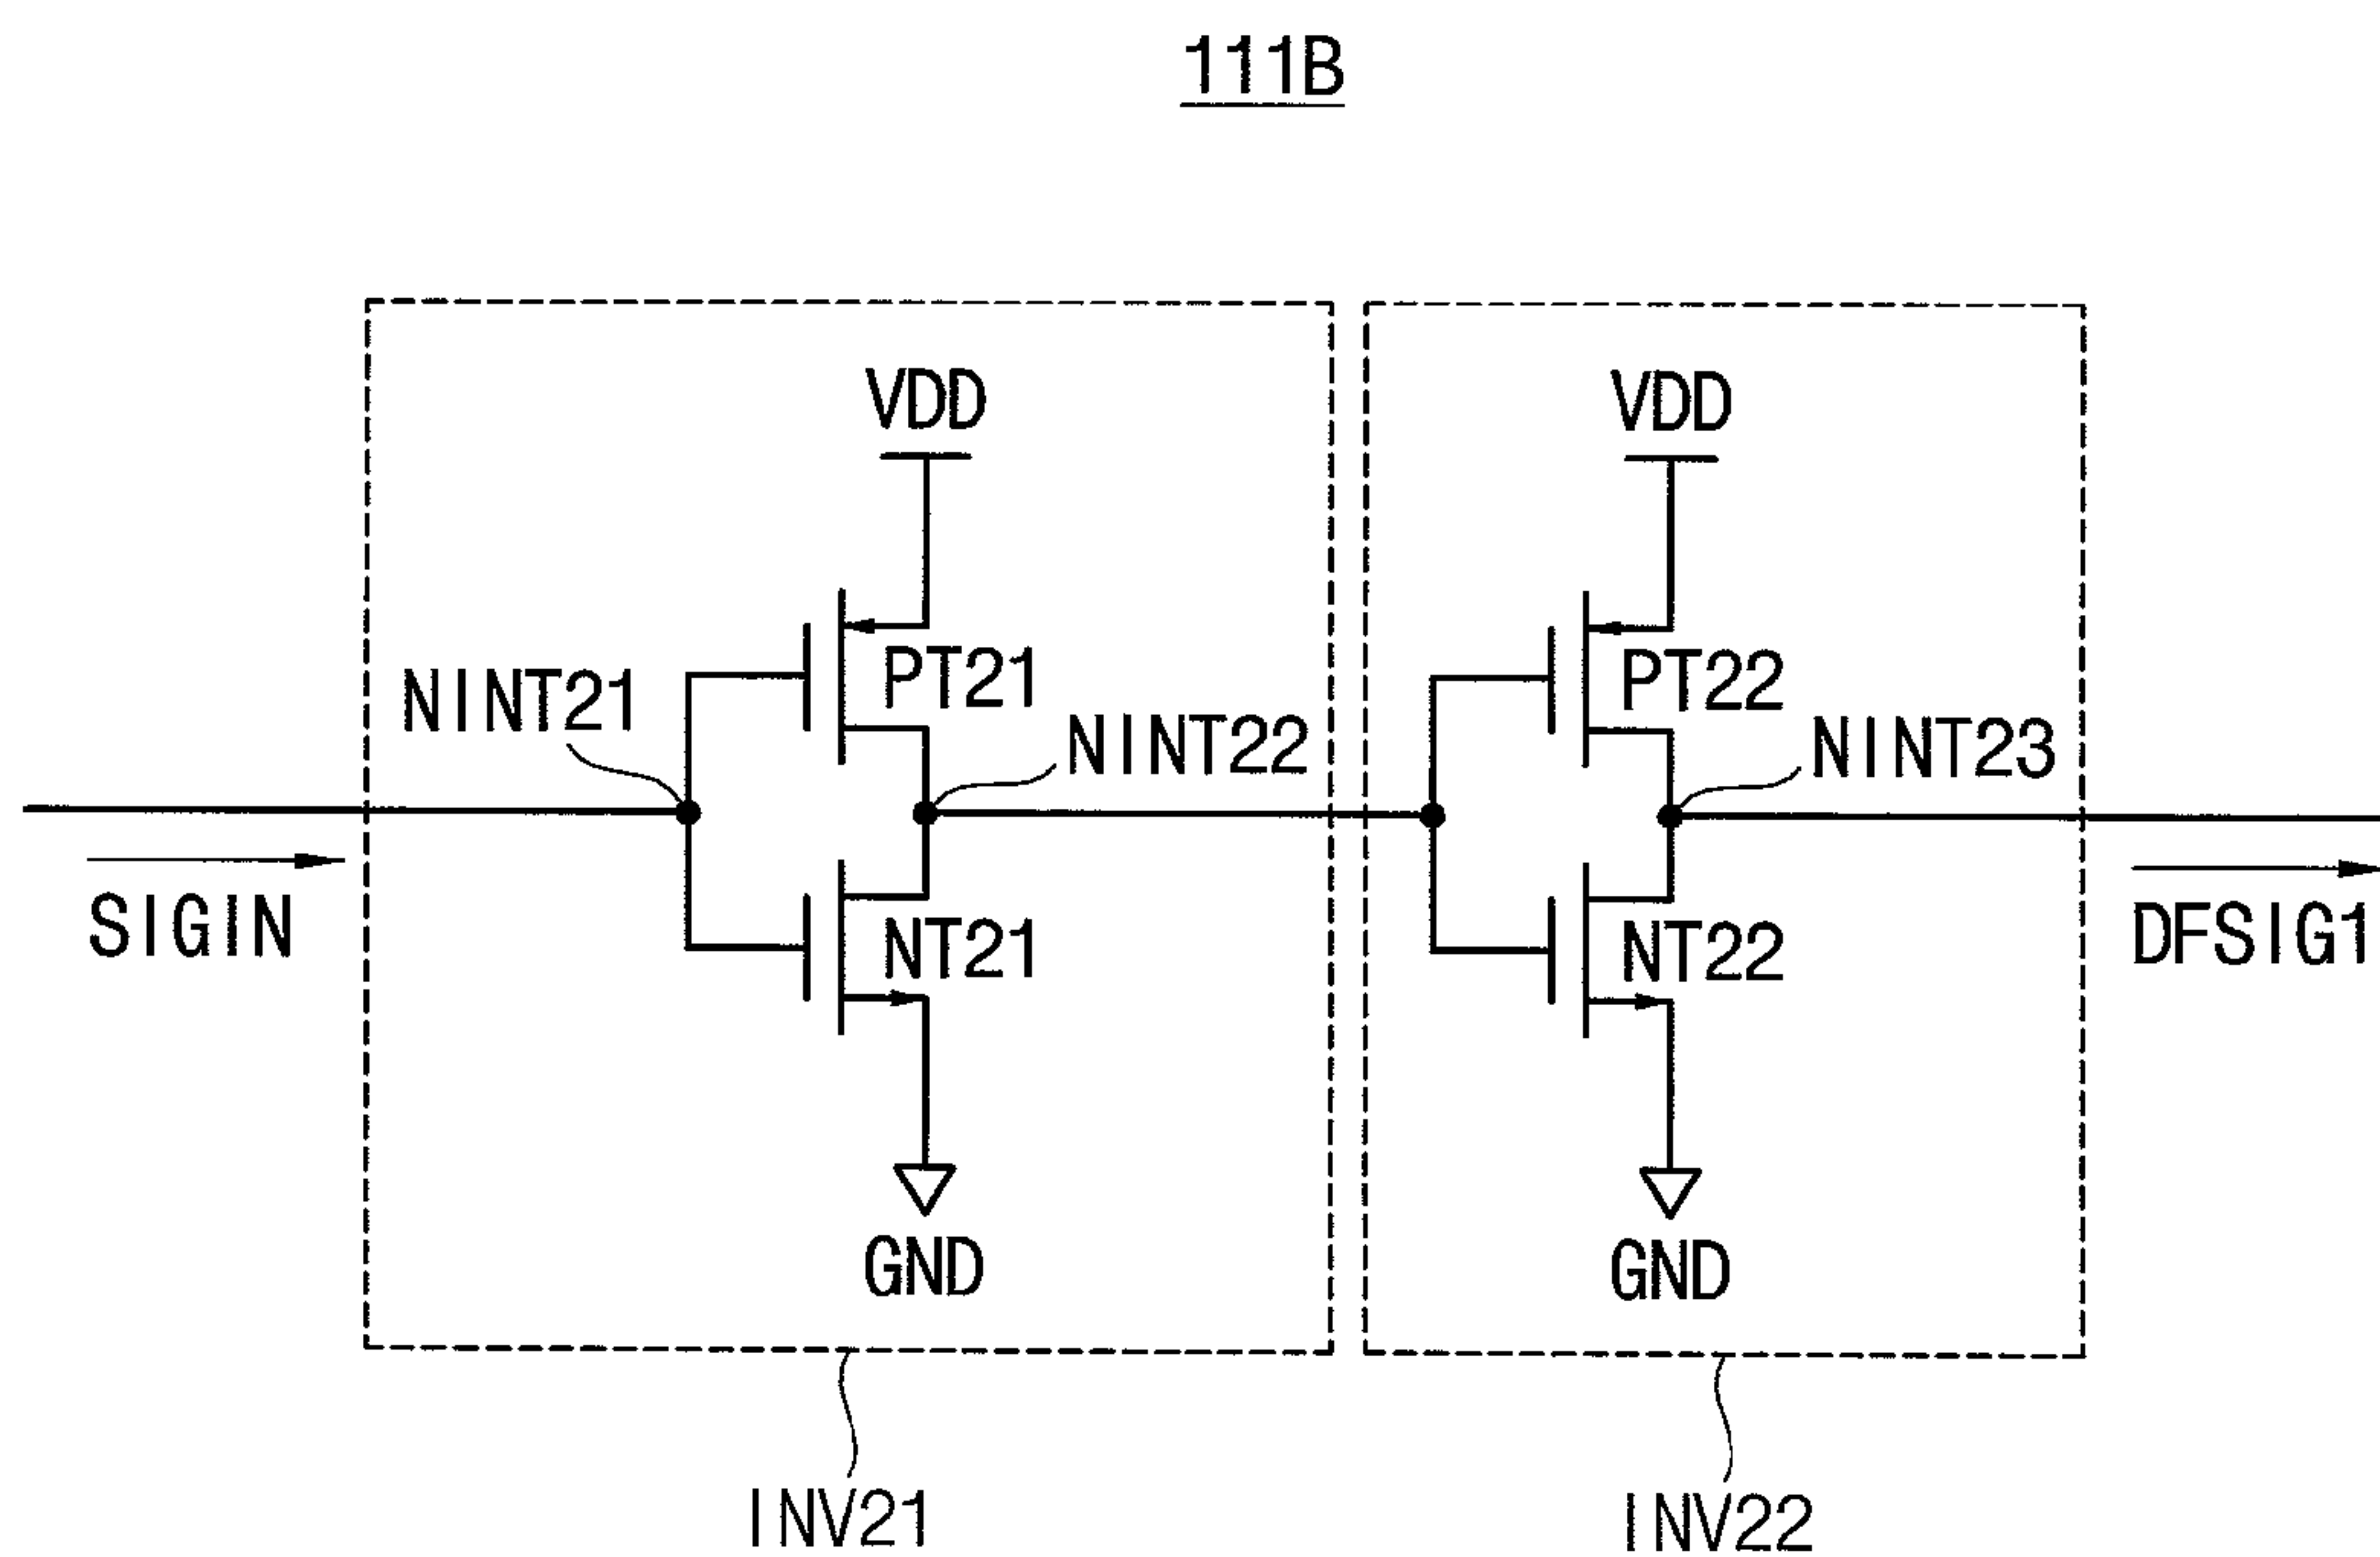 111B
VDD
VDD
NINT21
PT21
NINT22
PT22
NINT23
SIGIN
NT21
NT22
DFSIG1
GND
GND
INV21
INV22